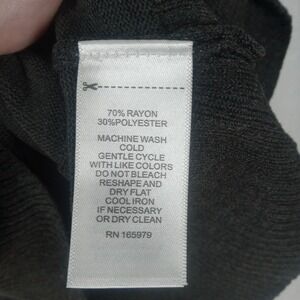 70% RAYON
30%POLYESTER
MACHINE WASH
COLD
GENTLE CYCLE
WITH LIKE COLORS
DO NOT BLEACH
RESHAPE AND
DRY FLAT
COOL IRON
IF NECESSARY
OR DRY CLEAN
RN 165979